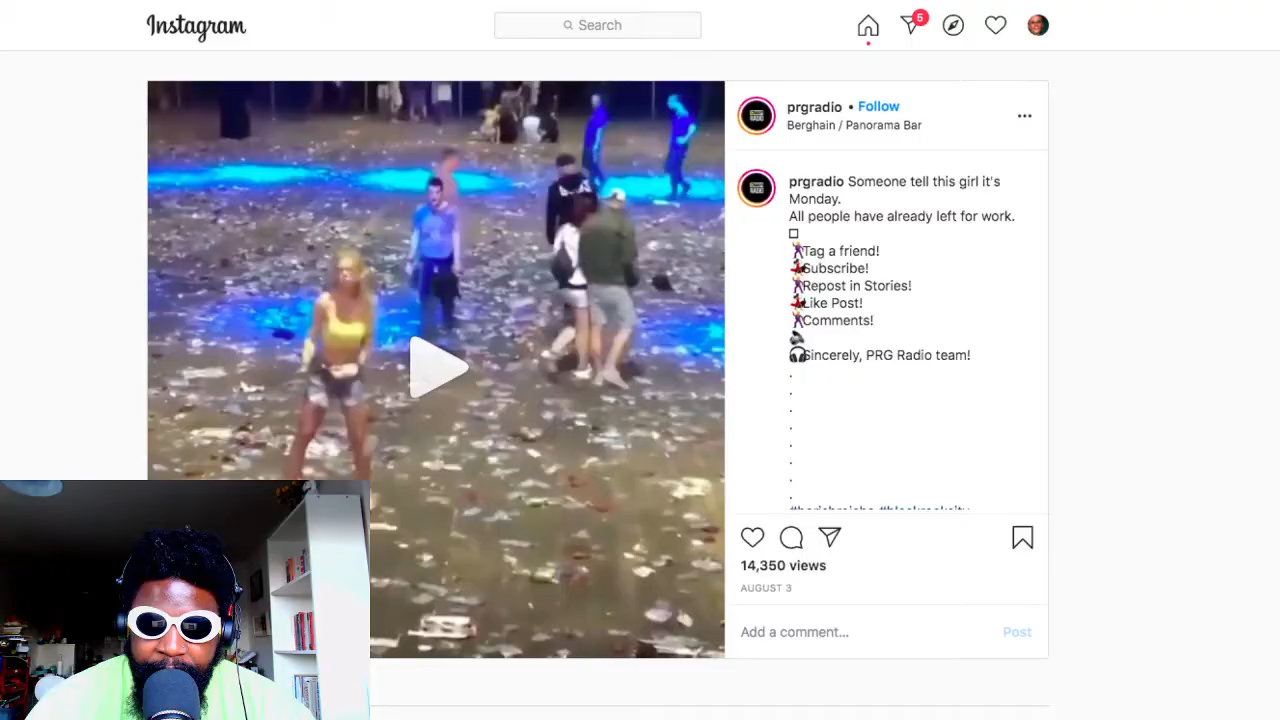 Instagram
Search
5
prgradio • Follow
Berghain / Panorama Bar
prgradio Someone tell this girl it's
Monday.
All people have already left for work.
Tag a friend!
Subscribe!
Repost in Stories!
Like Post!
Comments!
Sincerely, PRG Radio team!
.
.
.
.
.
.
.
.
14,350 views
AUGUST 3
Add a comment...
Post